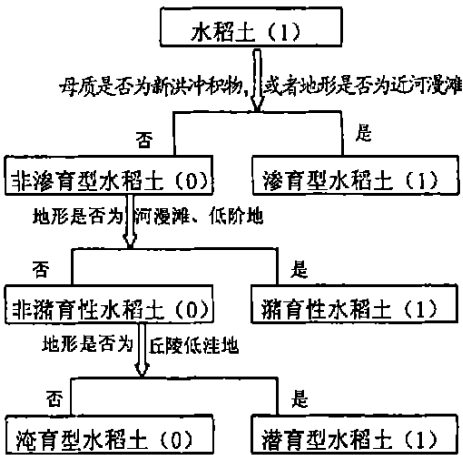 水稻土（1）
母质是否为新洪冲积物，或者地形是否为近河漫滩
否 是
非渗育型水稻土（0） 渗育型水稻土（1）
地形是否为 河漫滩、低阶地
否 是
非潴育性水稻土（0） 潴育性水稻土（1）
地形是否为 丘陵低洼地
否 是
淹育型水稻土（0） 潜育型水稻土（1）